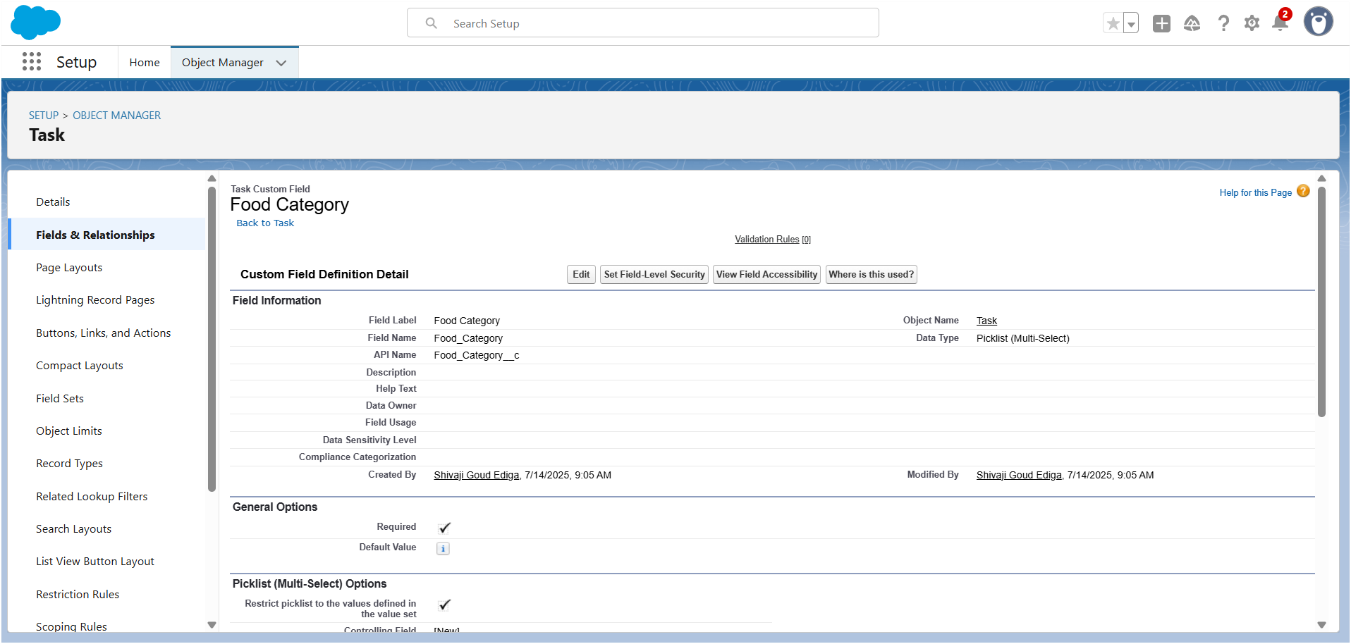 Search Setup
2
Setup
Home
Object Manager
SETUP > OBJECT MANAGER
Task
Details
Fields & Relationships
Page Layouts
Lightning Record Pages
Buttons, Links, and Actions
Compact Layouts
Field Sets
Object Limits
Record Types
Related Lookup Filters
Search Layouts
List View Button Layout
Restriction Rules
Scoping Rules
Task Custom Field
Food Category
Back to Task
Help for this Page ?
Validation Rules [0]
Custom Field Definition Detail
Edit
Set Field-Level Security
View Field Accessibility
Where is this used?
Field Information
Field Label Food Category Object Name Task
Field Name Food_Category Data Type Picklist (Multi-Select)
API Name Food_Category__c
Description
Help Text
Data Owner
Field Usage
Data Sensitivity Level
Compliance Categorization
Created By Shivaji Goud Ediga, 7/14/2025, 9:05 AM Modified By Shivaji Goud Ediga, 7/14/2025, 9:05 AM
General Options
Required
Default Value i
Picklist (Multi-Select) Options
Restrict picklist to the values defined in
the value set
Controlling Field [New]